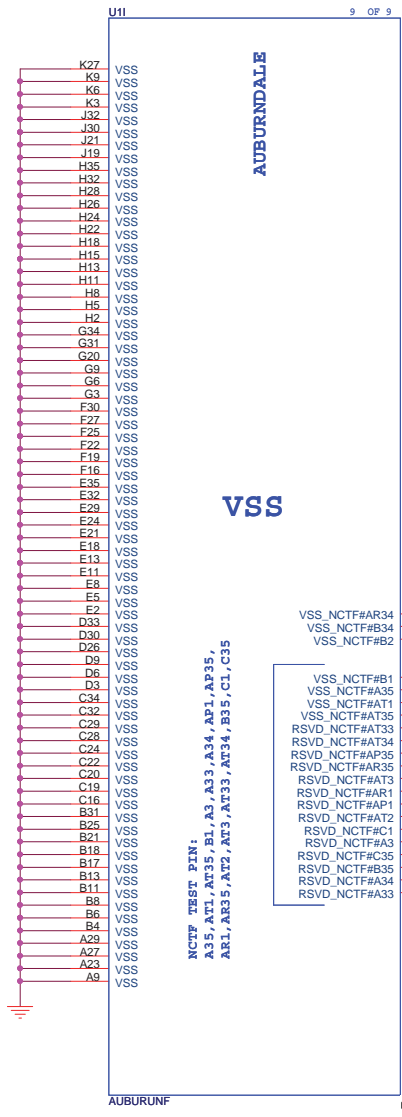 U1I
9 OF 9
AUBURNDALE
K27 VSS
K9 VSS
K6 VSS
K3 VSS
J32 VSS
J30 VSS
J21 VSS
J19 VSS
H35 VSS
H32 VSS
H28 VSS
H26 VSS
H24 VSS
H22 VSS
H18 VSS
H15 VSS
H13 VSS
H11 VSS
H8 VSS
H5 VSS
H2 VSS
G34 VSS
G31 VSS
G20 VSS
G9 VSS
G6 VSS
G3 VSS
F30 VSS
F27 VSS
F25 VSS
F22 VSS
F19 VSS
F16 VSS
E35 VSS
E32 VSS
E29 VSS
E24 VSS
E21 VSS
E18 VSS
E13 VSS
E11 VSS
E8 VSS
E5 VSS
E2 VSS
D33 VSS
D30 VSS
D26 VSS
D9 VSS
D6 VSS
D3 VSS
C34 VSS
C32 VSS
C29 VSS
C28 VSS
C24 VSS
C22 VSS
C20 VSS
C19 VSS
C16 VSS
B31 VSS
B25 VSS
B21 VSS
B18 VSS
B17 VSS
B13 VSS
B11 VSS
B8 VSS
B6 VSS
B4 VSS
A29 VSS
A27 VSS
A23 VSS
A9 VSS
VSS
NCTF TEST PIN:
A35,AT1,AT35,B1,A3,A33,A34,AP1,AP35,
AR1,AR35,AT2,AT3,AT33,AT34,B35,C1,C35
VSS_NCTF#AR34
VSS_NCTF#B34
VSS_NCTF#B2
VSS_NCTF#B1
VSS_NCTF#A35
VSS_NCTF#AT1
VSS_NCTF#AT35
RSVD_NCTF#AT33
RSVD_NCTF#AT34
RSVD_NCTF#AP35
RSVD_NCTF#AR35
RSVD_NCTF#AT3
RSVD_NCTF#AR1
RSVD_NCTF#AP1
RSVD_NCTF#AT2
RSVD_NCTF#C1
RSVD_NCTF#A3
RSVD_NCTF#C35
RSVD_NCTF#B35
RSVD_NCTF#A34
RSVD_NCTF#A33
AUBURUNF